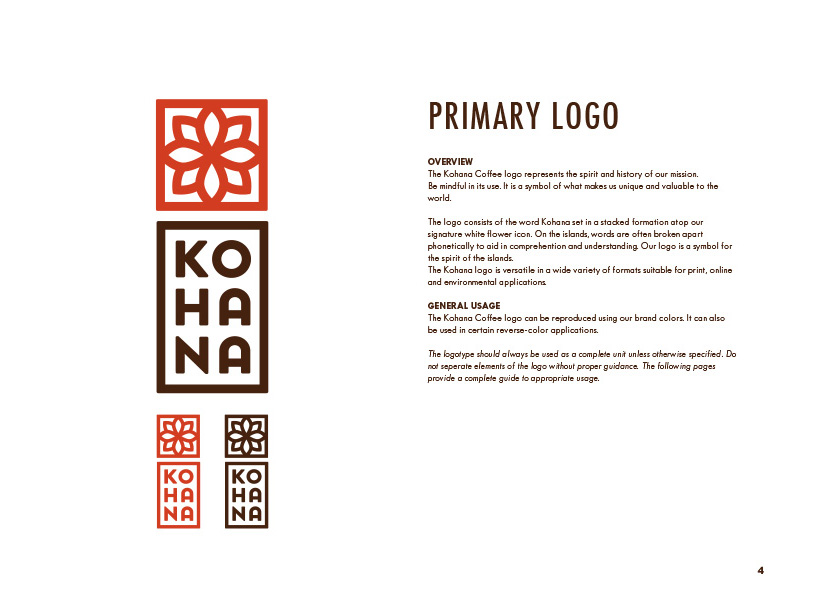 KO
HA
NA
KO
HA
NA
KO
HA
NA
PRIMARY LOGO
OVERVIEW
The Kohana Coffee logo represents the spirit and history of our mission.
Be mindful in its use. It is a symbol of what makes us unique and valuable to the
world.
The logo consists of the word Kohana set in a stacked formation atop our
signature white flower icon. On the islands, words are often broken apart
phonetically to aid in comprehention and understanding. Our logo is a symbol for
the spirit of the islands.
The Kohana logo is versatile in a wide variety of formats suitable for print, online
and environmental applications.
GENERAL USAGE
The Kohana Coffee logo can be reproduced using our brand colors. It can also
be used in certain reverse-color applications.
The logotype should always be used as a complete unit unless otherwise specified. Do
not seperate elements of the logo without proper guidance. The following pages
provide a complete guide to appropriate usage.
4